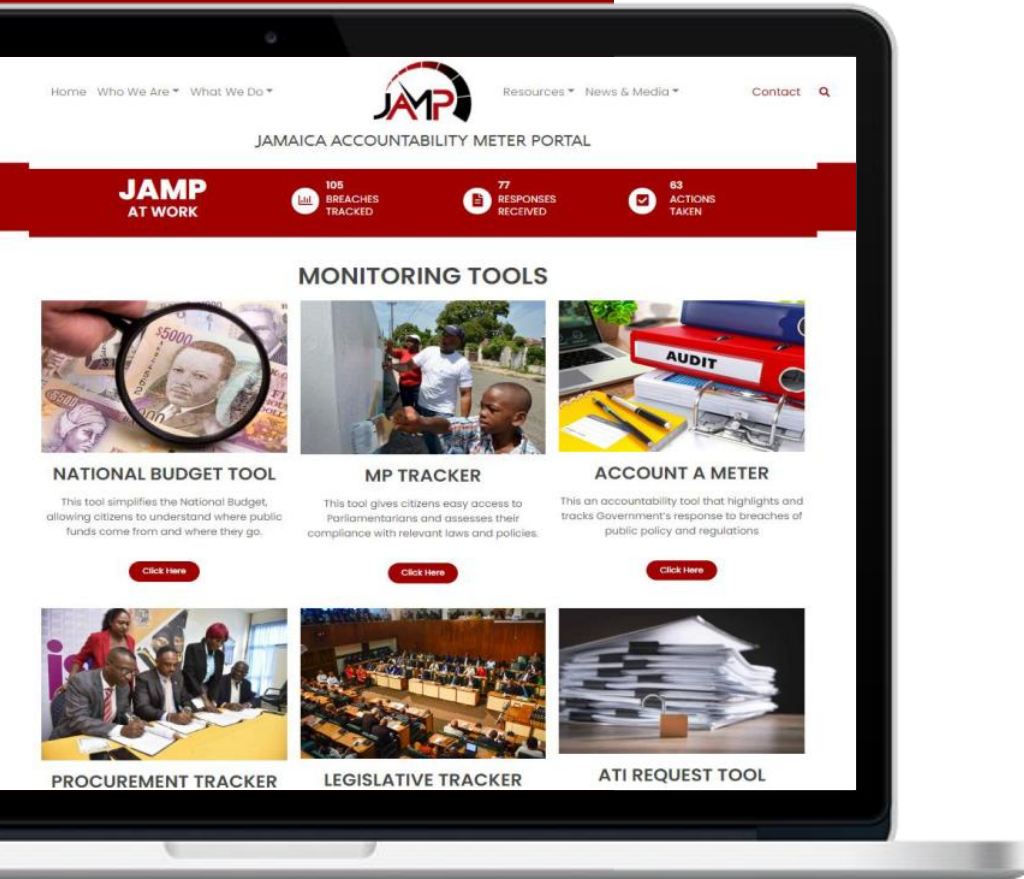 Home Who We Are What We Do
JAMP
Resources News & Media
Contact
JAMAICA ACCOUNTABILITY METER PORTAL
JAMP
AT WORK
105
BREACHES
TRACKED
77
RESPONSES
RECEIVED
63
ACTIONS
TAKEN
MONITORING TOOLS
$5000
AUDIT
NATIONAL BUDGET TOOL
This tool simplifies the National Budget,
allowing citizens to understand where public
funds come from and where they go.
Click Here
MP TRACKER
This tool gives citizens easy access to
Parliamentarians and assesses their
compliance with relevant laws and policies.
Click Here
ACCOUNT A METER
This an accountability tool that highlights and
tracks Government's response to breaches of
public policy and regulations
Click Here
PROCUREMENT TRACKER
LEGISLATIVE TRACKER
ATI REQUEST TOOL